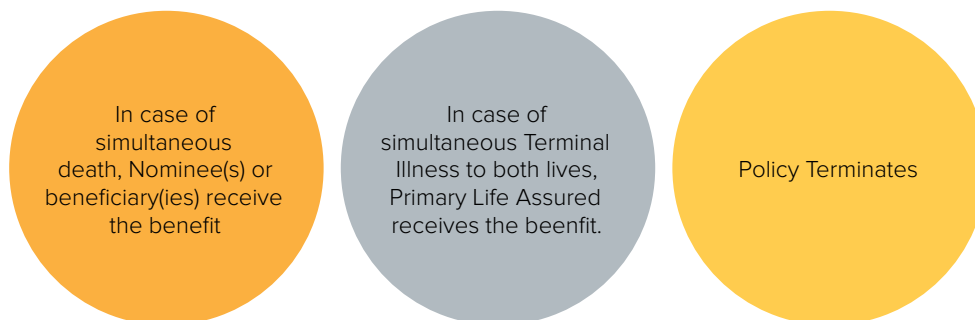 In case of
simultaneous
death, Nominee(s) or
beneficiary(ies) receive
the benefit
In case of
simultaneous Terminal
Illness to both lives,
Primary Life Assured
receives the beenfit.
Policy Terminates